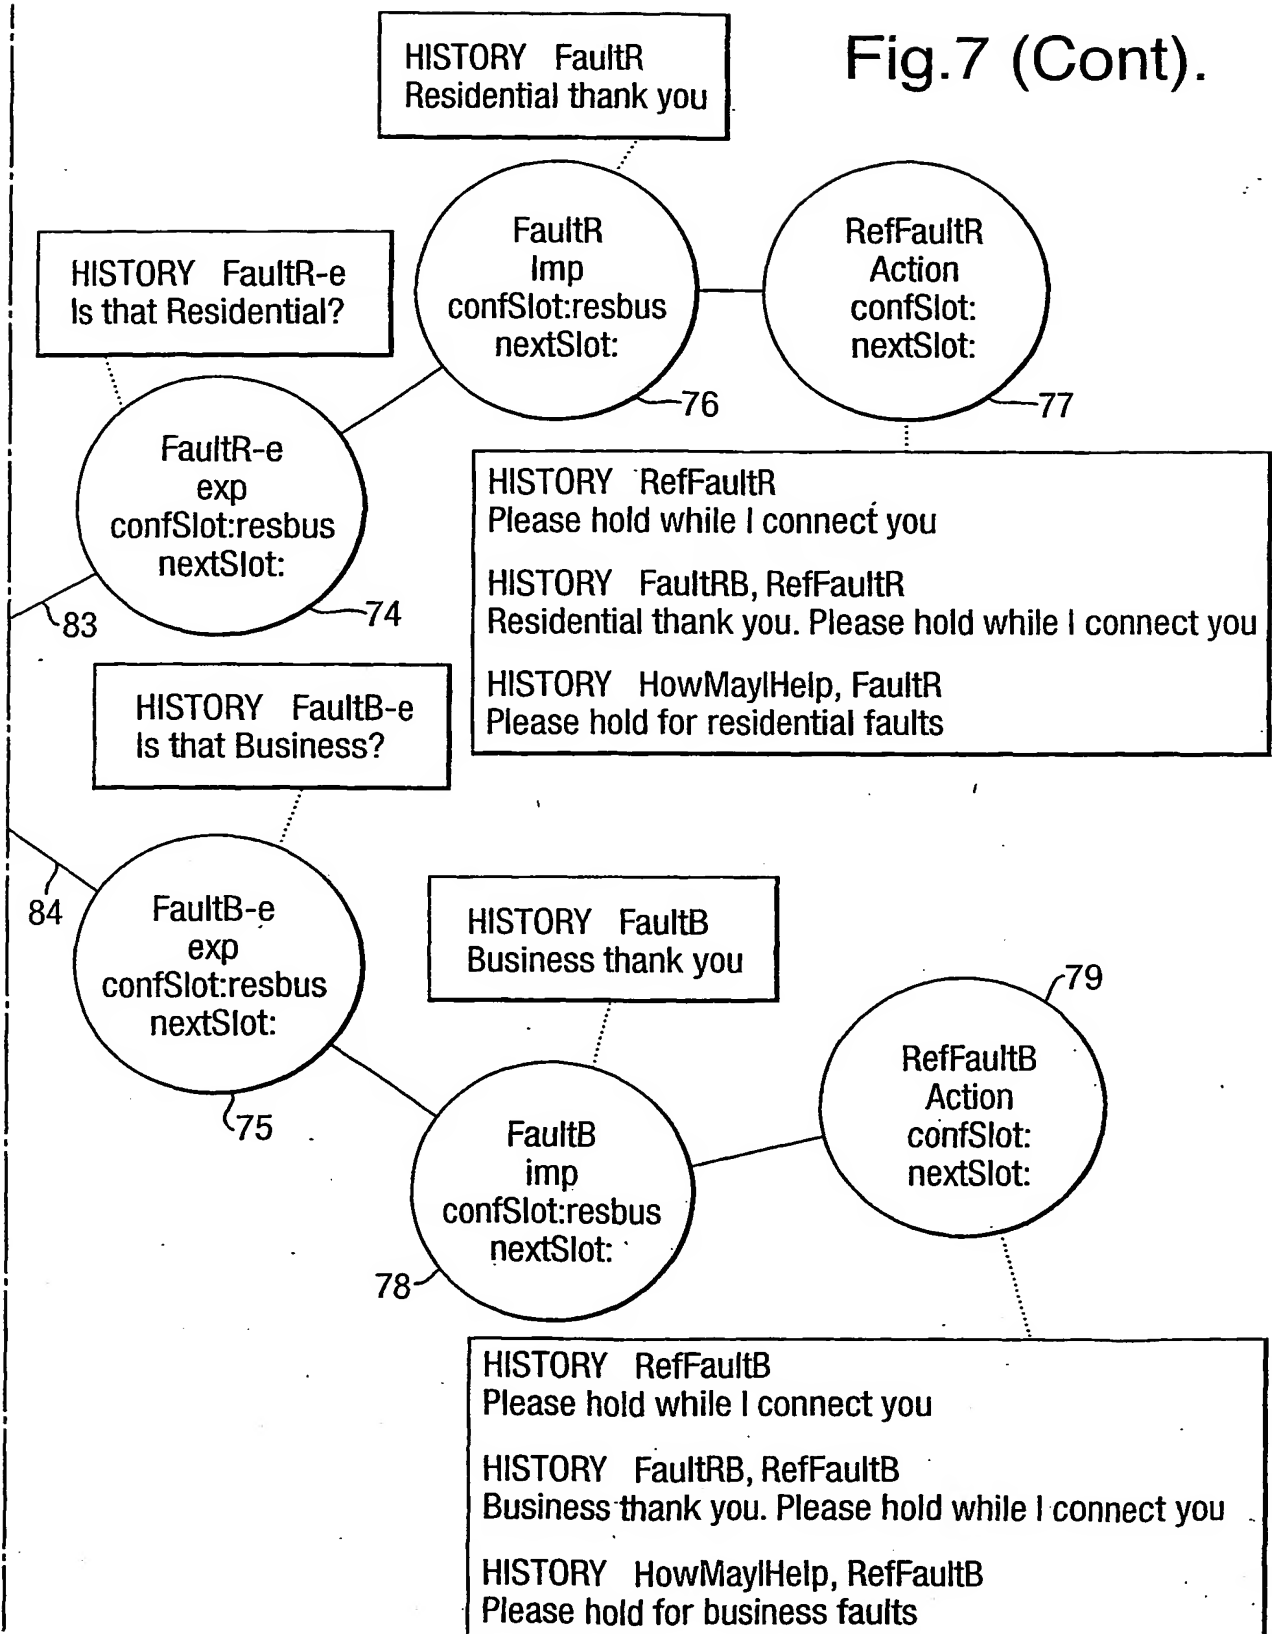 Fig.7 (Cont).
HISTORY FaultR
Residential thank you
HISTORY FaultR-e
Is that Residential?
FaultR
Imp
confSlot:resbus
nextSlot:
76
RefFaultR
Action
confSlot:
nextSlot:
77
FaultR-e
exp
confSlot:resbus
nextSlot:
74
83
HISTORY RefFaultR
Please hold while I connect you
HISTORY FaultRB, RefFaultR
Residential thank you. Please hold while I connect you
HISTORY HowMayIHelp, FaultR
Please hold for residential faults
HISTORY FaultB-e
Is that Business?
84
FaultB-e
exp
confSlot:resbus
nextSlot:
75
HISTORY FaultB
Business thank you
FaultB
imp
confSlot:resbus
nextSlot:
78
79
RefFaultB
Action
confSlot:
nextSlot:
HISTORY RefFaultB
Please hold while I connect you
HISTORY FaultRB, RefFaultB
Business thank you. Please hold while I connect you
HISTORY HowMayIHelp, RefFaultB
Please hold for business faults